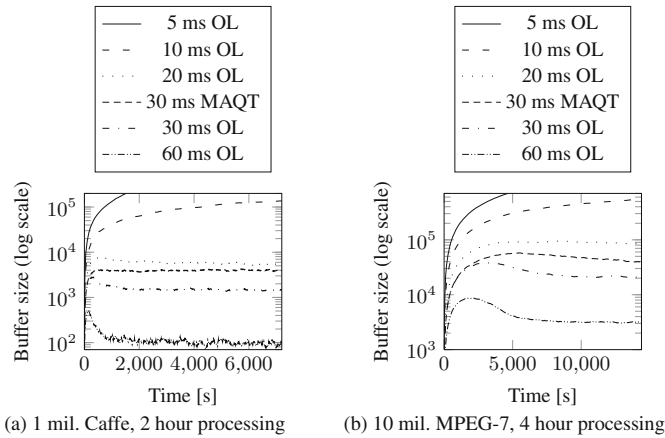 5 ms OL
10 ms OL
20 ms OL
30 ms MAQT
30 ms OL
60 ms OL
Buffer size (log scale)
10^5
10^4
10^3
10^2
0
2,000
4,000
6,000
Time [s]
(a) 1 mil. Caffe, 2 hour processing
5 ms OL
10 ms OL
20 ms OL
30 ms MAQT
30 ms OL
60 ms OL
Buffer size (log scale)
10^5
10^4
10^3
0
5,000
10,000
Time [s]
(b) 10 mil. MPEG-7, 4 hour processing